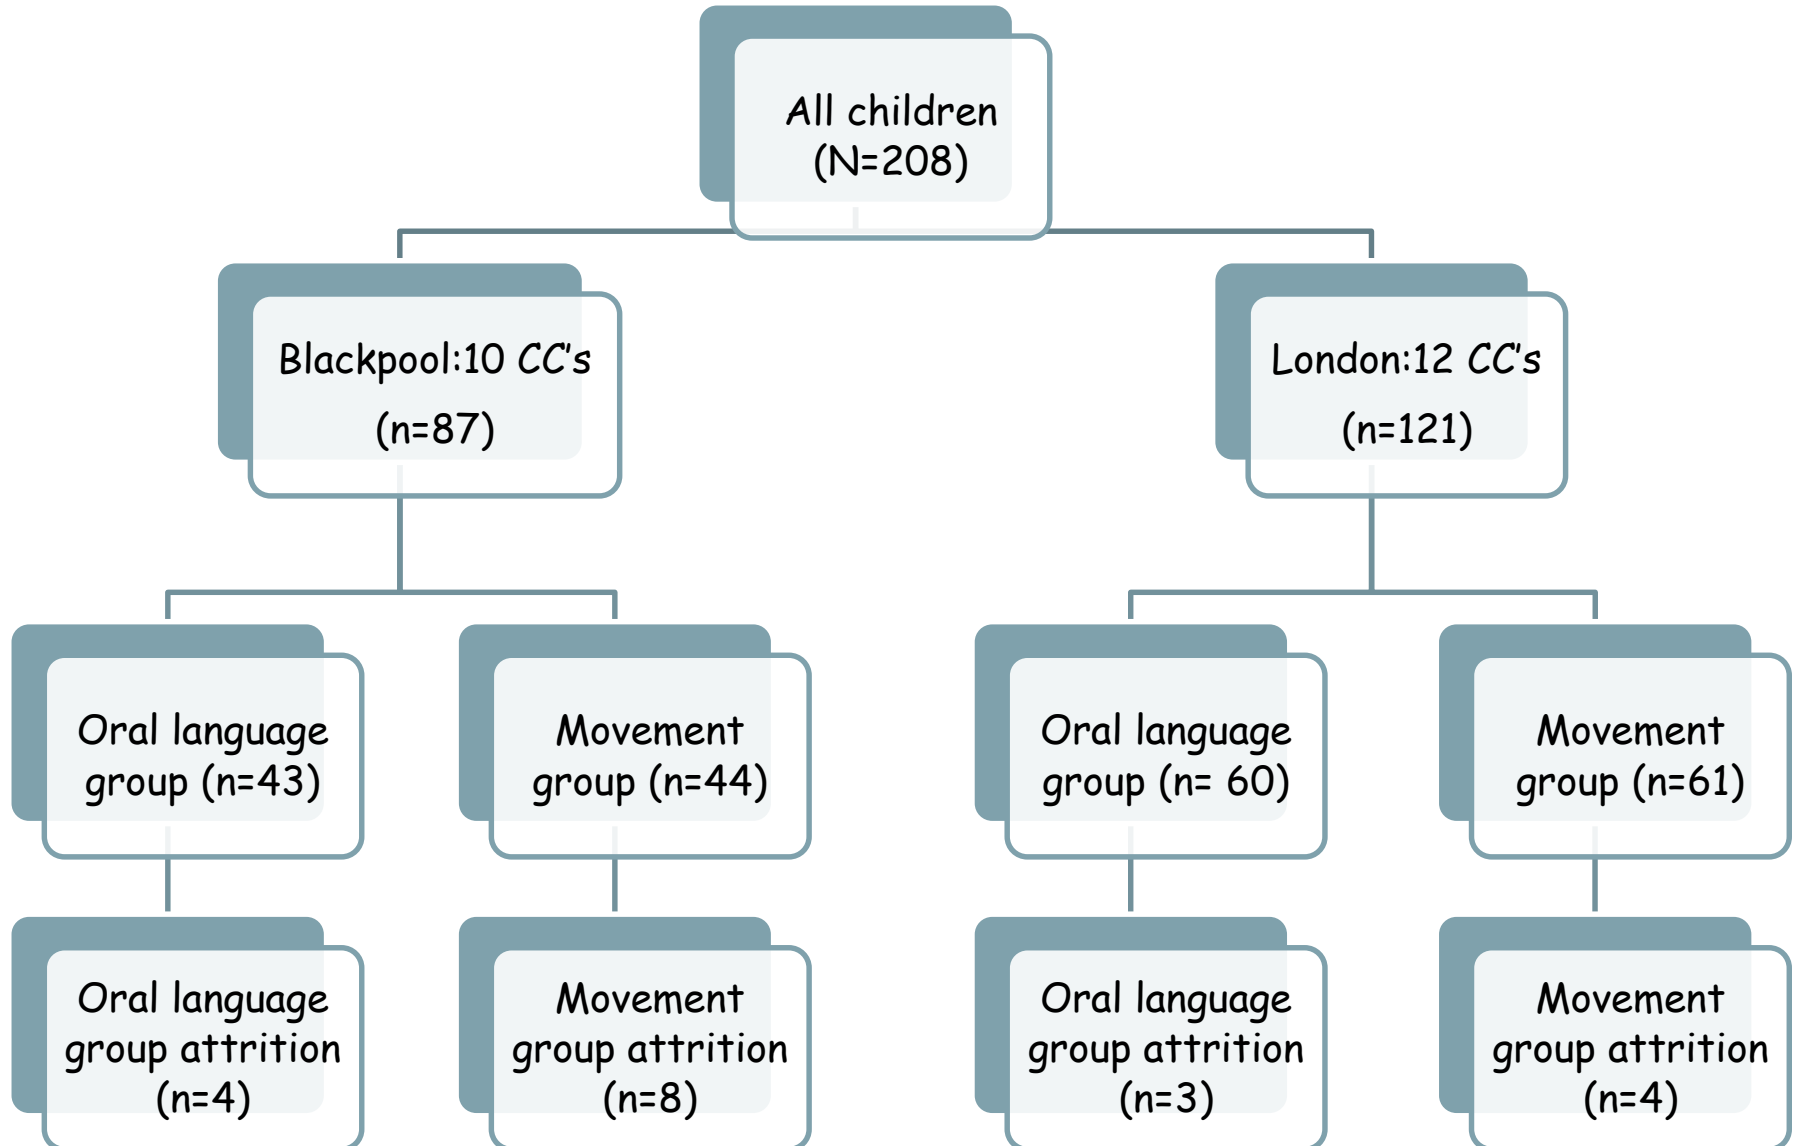 All children
(N=208)
Blackpool:10 CC's
(n=87)
London:12 CC's
(n=121)
Oral language
group (n=43)
Movement
group (n=44)
Oral language
group (n= 60)
Movement
group (n=61)
Oral language
group attrition
(n=4)
Movement
group attrition
(n=8)
Oral language
group attrition
(n=3)
Movement
group attrition
(n=4)